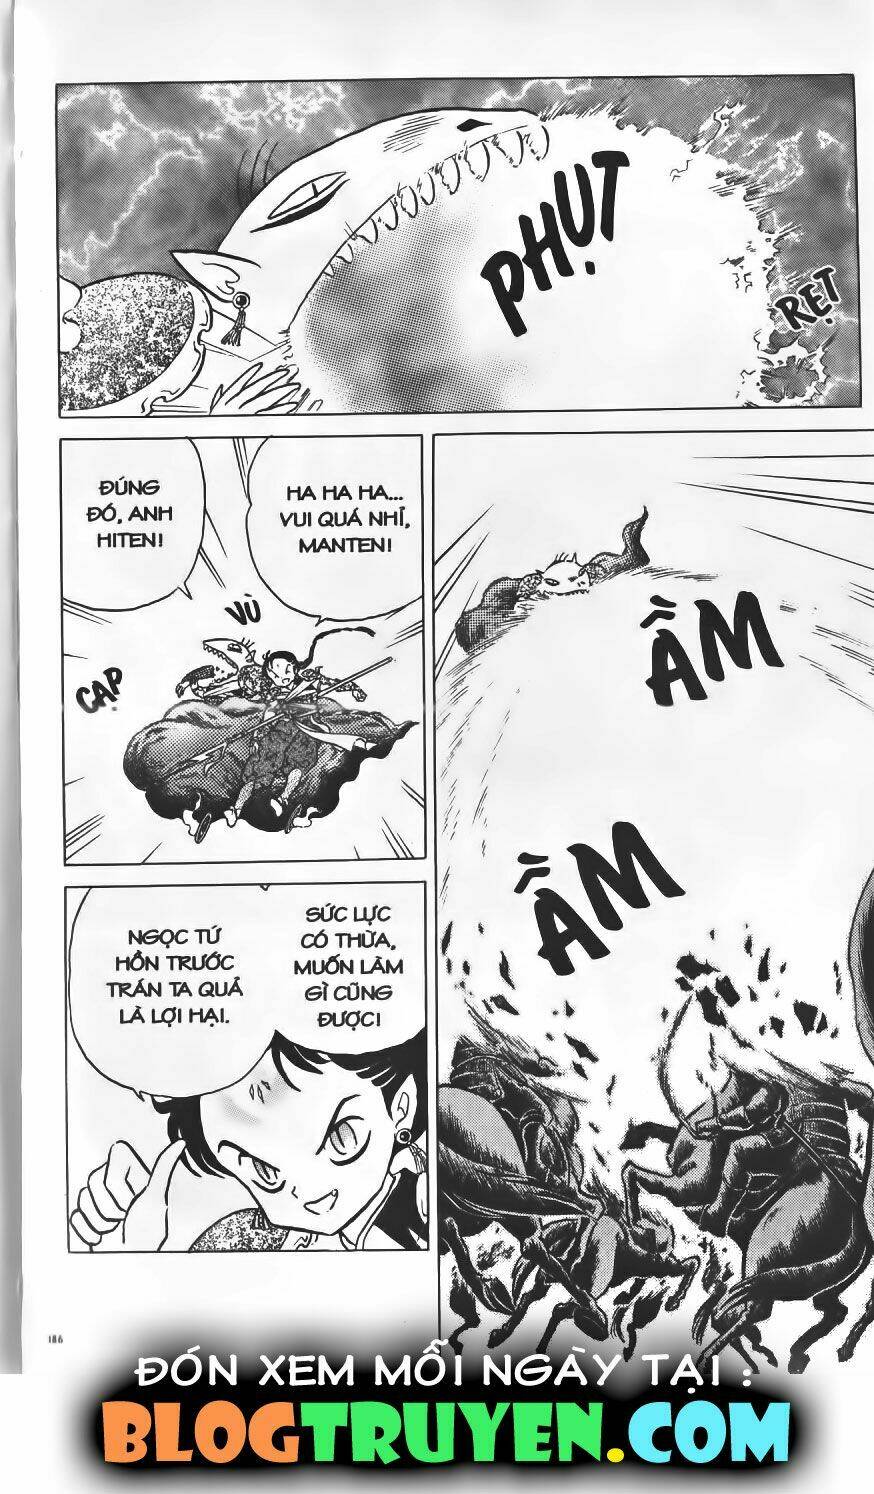 PHỤT
RẸT
ẦM
ẦM
HA HA HA...
VUI QUÁ NHỈ,
MANTEN!
ĐÚNG
ĐÓ, ANH
HITEN!
VÙ
CẠP
SỨC LỰC
CÓ THỪA,
MUỐN LÀM
GÌ CŨNG
ĐƯỢC!
NGỌC TỨ
HỒN TRƯỚC
TRÁN TA QUẢ
LÀ LỢI HẠI.
186
ĐÓN XEM MỖI NGÀY TẠI :
BLOGTRUYEN.COM